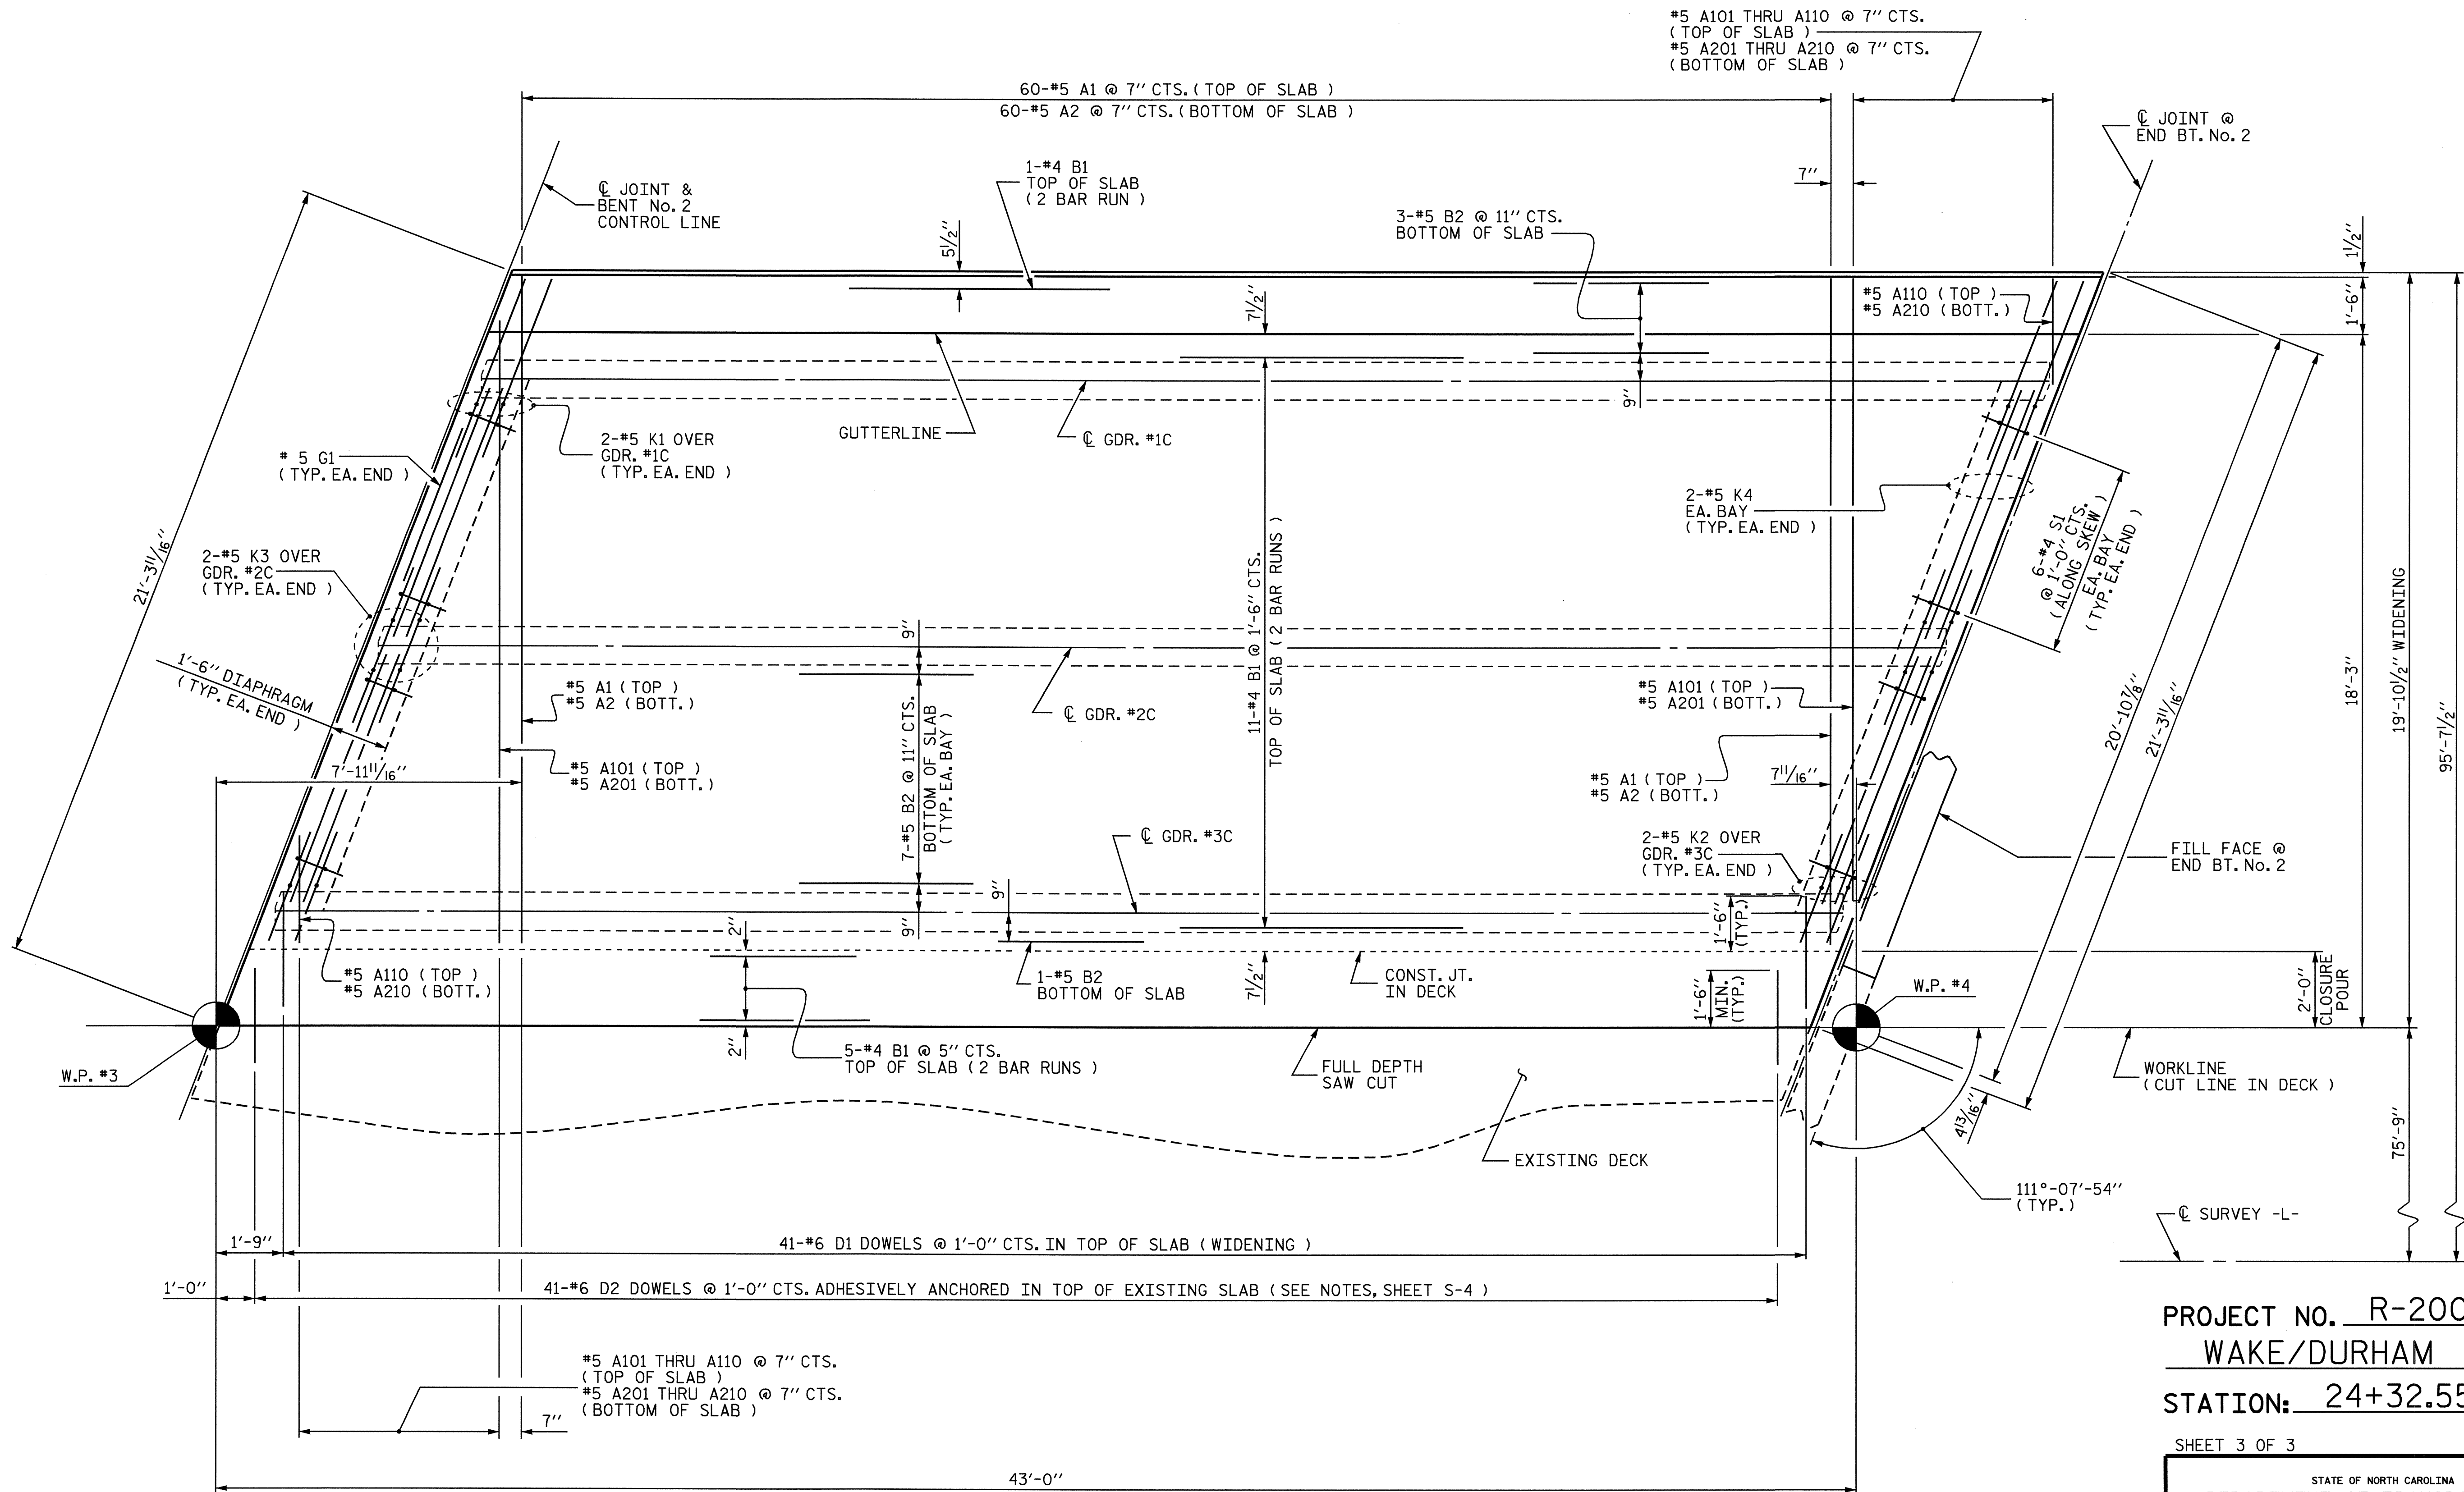 #5 A101 THRU A110 @ 7" CTS.
( TOP OF SLAB )
#5 A201 THRU A210 @ 7" CTS.
( BOTTOM OF SLAB )
60-#5 A1 @ 7" CTS. ( TOP OF SLAB )
60-#5 A2 @ 7" CTS. ( BOTTOM OF SLAB )
℄ JOINT @
END BT. No. 2
1-#4 B1
TOP OF SLAB
( 2 BAR RUN )
℄ JOINT &
BENT No. 2
CONTROL LINE
7"
3-#5 B2 @ 11" CTS.
BOTTOM OF SLAB
5½"
1½"
#5 A110 ( TOP )
#5 A210 ( BOTT. )
7½"
1'-6"
9"
GUTTERLINE
℄ GDR. #1C
2-#5 K1 OVER
GDR. #1C
( TYP. EA. END )
# 5 G1
( TYP. EA. END )
2-#5 K4
EA. BAY
( TYP. EA. END )
6-#4 S1
@ 1'-0" CTS.
( ALONG SKEW )
EA. BAY
( TYP. EA. END )
21'-3 11/16"
2-#5 K3 OVER
GDR. #2C
( TYP. EA. END )
11-#4 B1 @ 1'-6" CTS.
TOP OF SLAB ( 2 BAR RUNS )
19'-10½" WIDENING
18'-3"
95'-7½"
9"
1'-6" DIAPHRAGM
( TYP. EA. END )
#5 A1 ( TOP )
#5 A2 ( BOTT. )
℄ GDR. #2C
#5 A101 ( TOP )
#5 A201 ( BOTT. )
20'-10 7/8"
21'-3 11/16"
7'-11 11/16"
#5 A101 ( TOP )
#5 A201 ( BOTT. )
7-#5 B2 @ 11" CTS.
BOTTOM OF SLAB
( TYP. EA. BAY )
#5 A1 ( TOP )
#5 A2 ( BOTT. )
7 11/16"
℄ GDR. #3C
2-#5 K2 OVER
GDR. #3C
( TYP. EA. END )
FILL FACE @
END BT. No. 2
9"
9"
2"
1'-6"
(TYP.)
#5 A110 ( TOP )
#5 A210 ( BOTT. )
1-#5 B2
BOTTOM OF SLAB
7½"
CONST. JT.
IN DECK
1'-6"
MIN.
(TYP.)
W.P. #4
2'-0"
CLOSURE
POUR
W.P. #3
2"
5-#4 B1 @ 5" CTS.
TOP OF SLAB ( 2 BAR RUNS )
FULL DEPTH
SAW CUT
WORKLINE
( CUT LINE IN DECK )
4 13/16"
75'-9"
EXISTING DECK
111°-07'-54"
( TYP. )
℄ SURVEY -L-
1'-9"
41-#6 D1 DOWELS @ 1'-0" CTS. IN TOP OF SLAB ( WIDENING )
1'-0"
41-#6 D2 DOWELS @ 1'-0" CTS. ADHESIVELY ANCHORED IN TOP OF EXISTING SLAB ( SEE NOTES, SHEET S-4 )
PROJECT NO. R-200
WAKE/DURHAM
#5 A101 THRU A110 @ 7" CTS.
( TOP OF SLAB )
#5 A201 THRU A210 @ 7" CTS.
( BOTTOM OF SLAB )
7"
STATION: 24+32.55
SHEET 3 OF 3
43'-0"
STATE OF NORTH CAROLINA